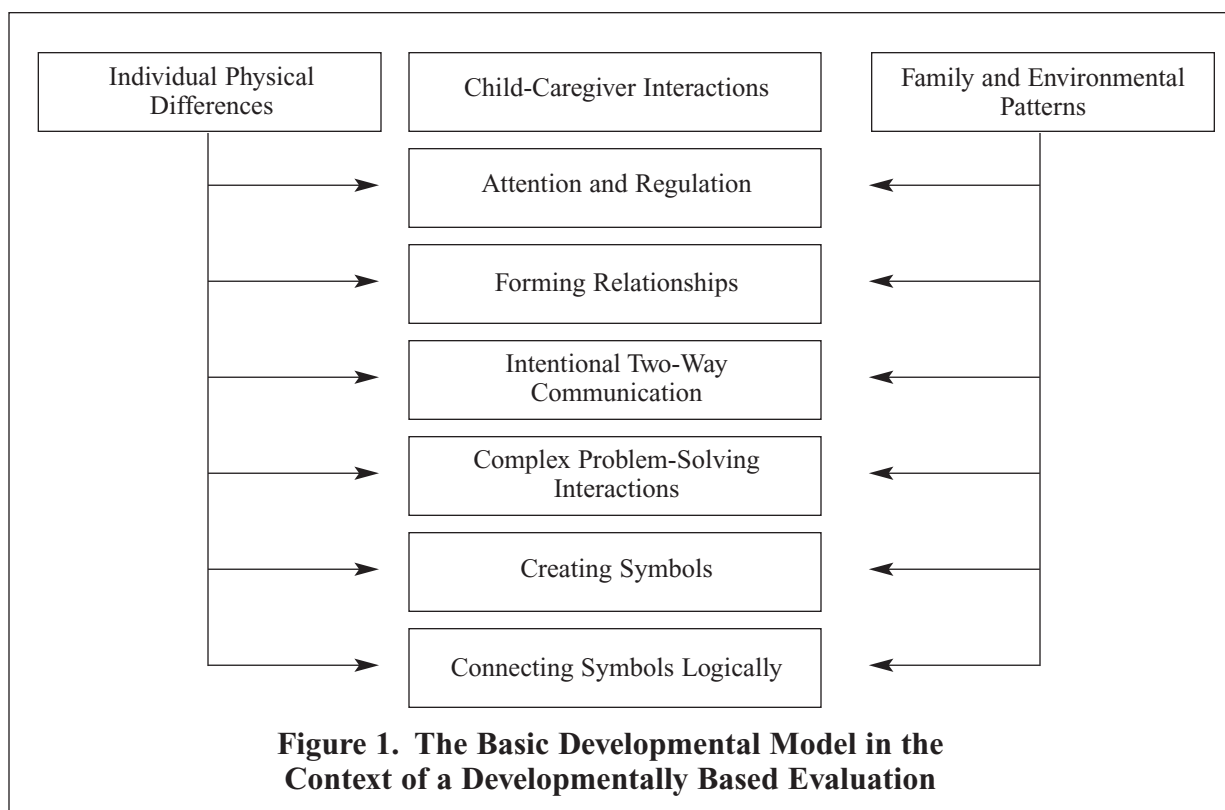 Individual Physical
Differences
Child-Caregiver Interactions
Family and Environmental
Patterns
Attention and Regulation
Forming Relationships
Intentional Two-Way
Communication
Complex Problem-Solving
Interactions
Creating Symbols
Connecting Symbols Logically
Figure 1. The Basic Developmental Model in the
Context of a Developmentally Based Evaluation